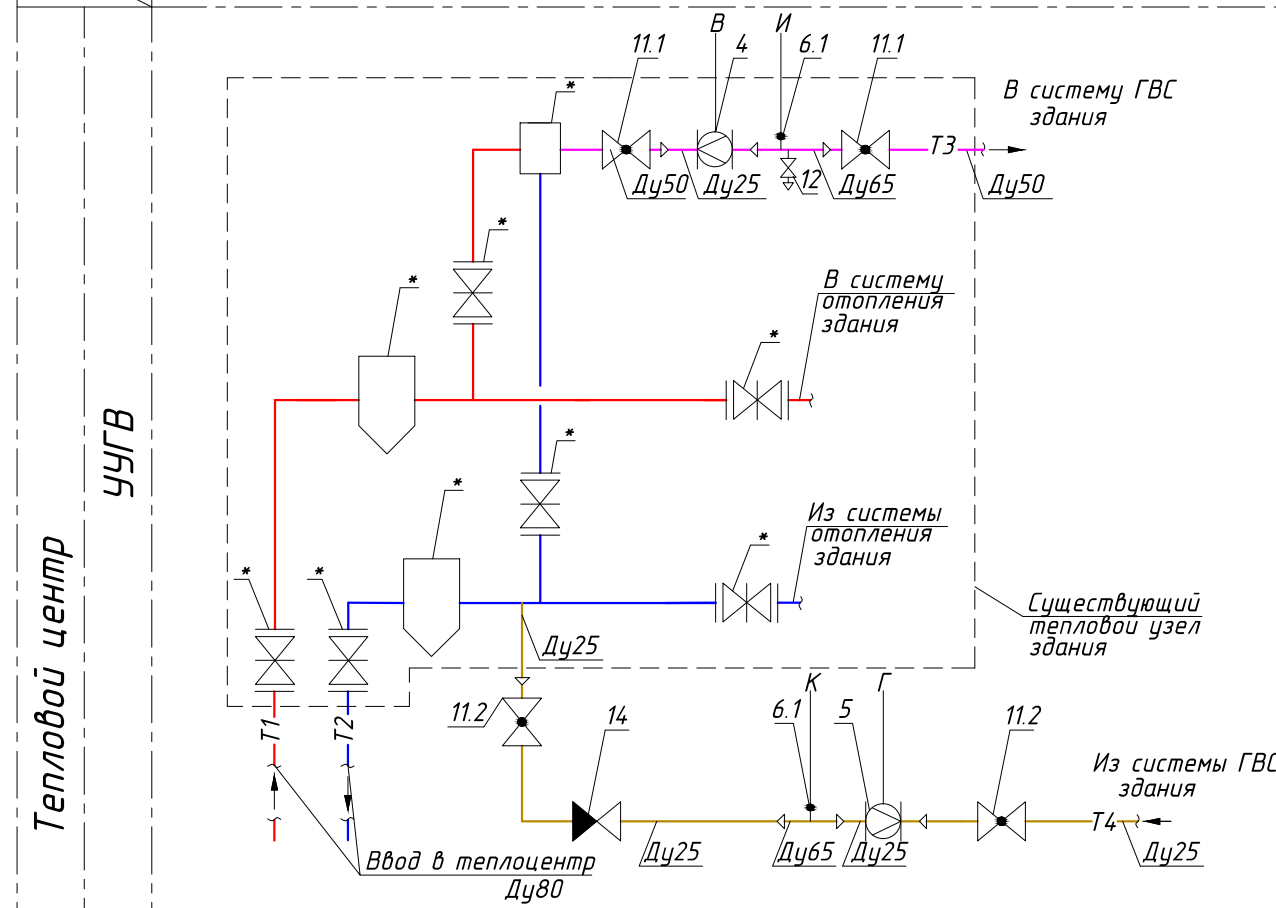 В
И
11.1
4
6.1
11.1
*
В систему ГВС
здания
Т3
Ду50
Ду25
12
Ду65
Ду50
*
*
В систему
отопления
здания
*
*
*
Из системы
отопления
здания
*
*
*
Существующий
тепловой узел
здания
Ду25
Тепловой центр
УУГВ
Т1
Т2
11.2
14
К
Г
6.1
5
11.2
Из системы ГВС
здания
Т4
Ду25
Ду65
Ду25
Ду25
Ввод в теплоцентр
Ду80